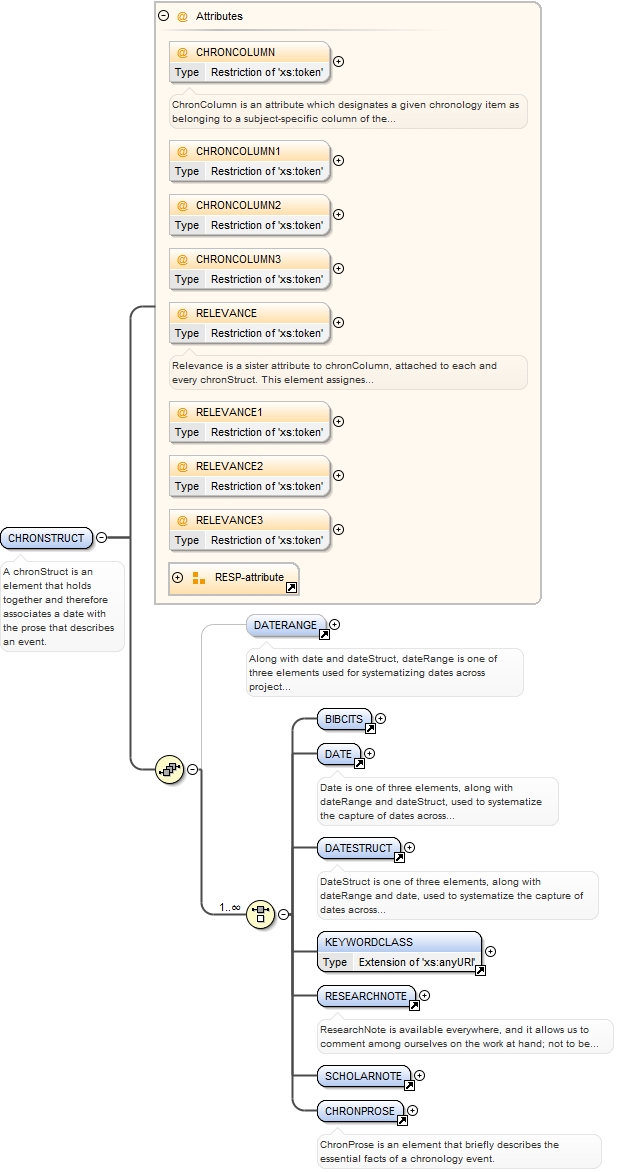 @ Attributes
@ CHRONCOLUMN
Type Restriction of 'xs:token'
ChronColumn is an attribute which designates a given chronology item as
belonging to a subject-specific column of the...
@ CHRONCOLUMN1
Type Restriction of 'xs:token'
@ CHRONCOLUMN2
Type Restriction of 'xs:token'
@ CHRONCOLUMN3
Type Restriction of 'xs:token'
@ RELEVANCE
Type Restriction of 'xs:token'
Relevance is a sister attribute to chronColumn, attached to each and
every chronStruct. This element assignes...
@ RELEVANCE1
Type Restriction of 'xs:token'
@ RELEVANCE2
Type Restriction of 'xs:token'
@ RELEVANCE3
Type Restriction of 'xs:token'
RESP-attribute
CHRONSTRUCT
A chronStruct is an
element that holds
together and therefore
associates a date with
the prose that describes
an event.
DATERANGE
Along with date and dateStruct, dateRange is one of
three elements used for systematizing dates across
project...
1..∞
BIBCITS
DATE
Date is one of three elements, along with
dateRange and dateStruct, used to systematize
the capture of dates across...
DATESTRUCT
DateStruct is one of three elements, along with
dateRange and date, used to systematize the capture of
dates across...
KEYWORDCLASS
Type Extension of 'xs:anyURI'
RESEARCHNOTE
ResearchNote is available everywhere, and it allows us to
comment among ourselves on the work at hand; not to be...
SCHOLARNOTE
CHRONPROSE
ChronProse is an element that briefly describes the
essential facts of a chronology event.